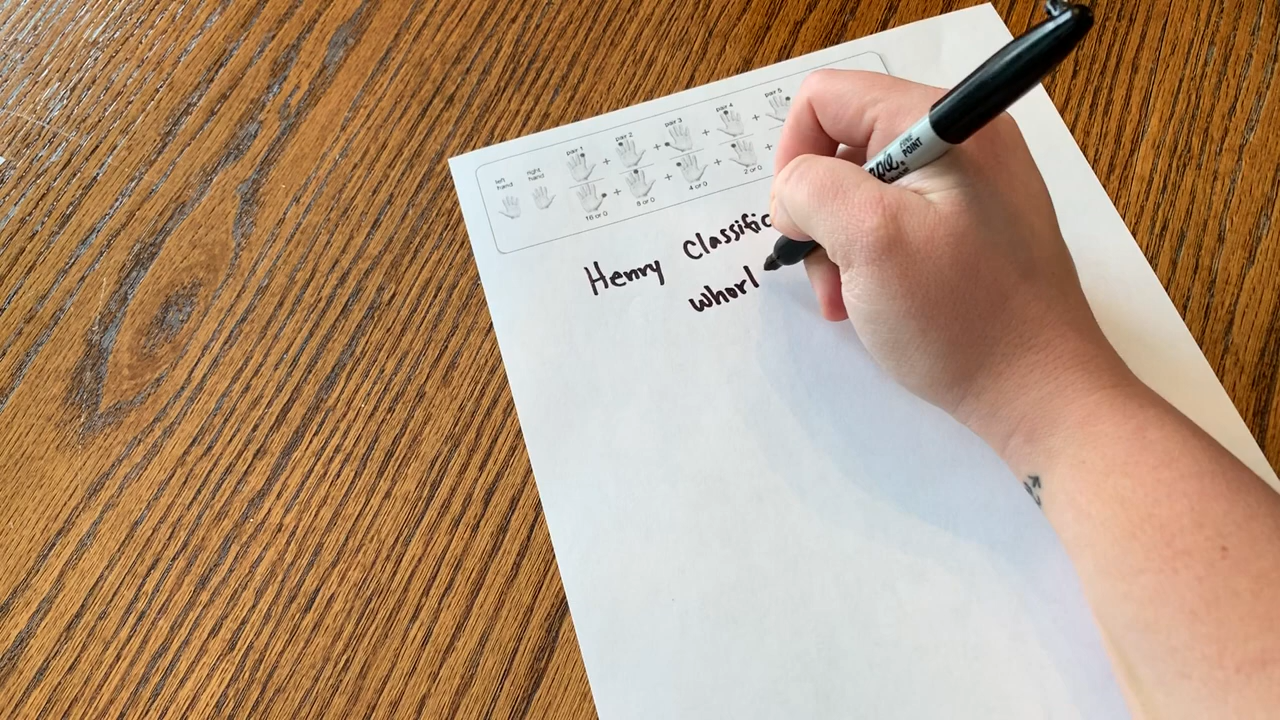 pair 1 pair 2 pair 3 pair 4 pair 5
left hand
right hand
+ + + +
+ + + +
16 or 0 8 or 0 4 or 0 2 or 0
Henry Classific
whorl
FINE POINT